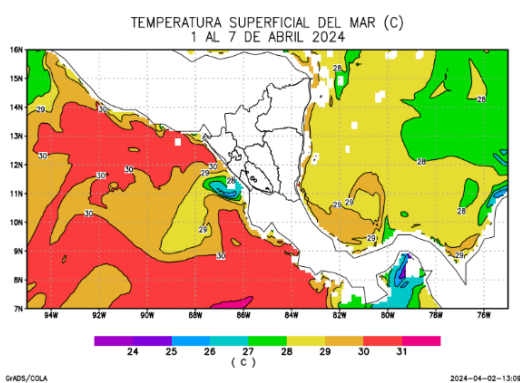 TEMPERATURA SUPERFICIAL DEL MAR (C)
1 AL 7 DE ABRIL 2024
16N
15N
14N
13N
12N
11N
10N
9N
8N
7N
28
29
30
28
30
30
30
30
29
28
28
30
29
30
29
29
28
29
29
94W 92W 90W 88W 86W 84W 82W 80W 78W 76W
24 25 26 27 28 29 30 31
( C )
GrADS/COLA
2024-04-02-13:09